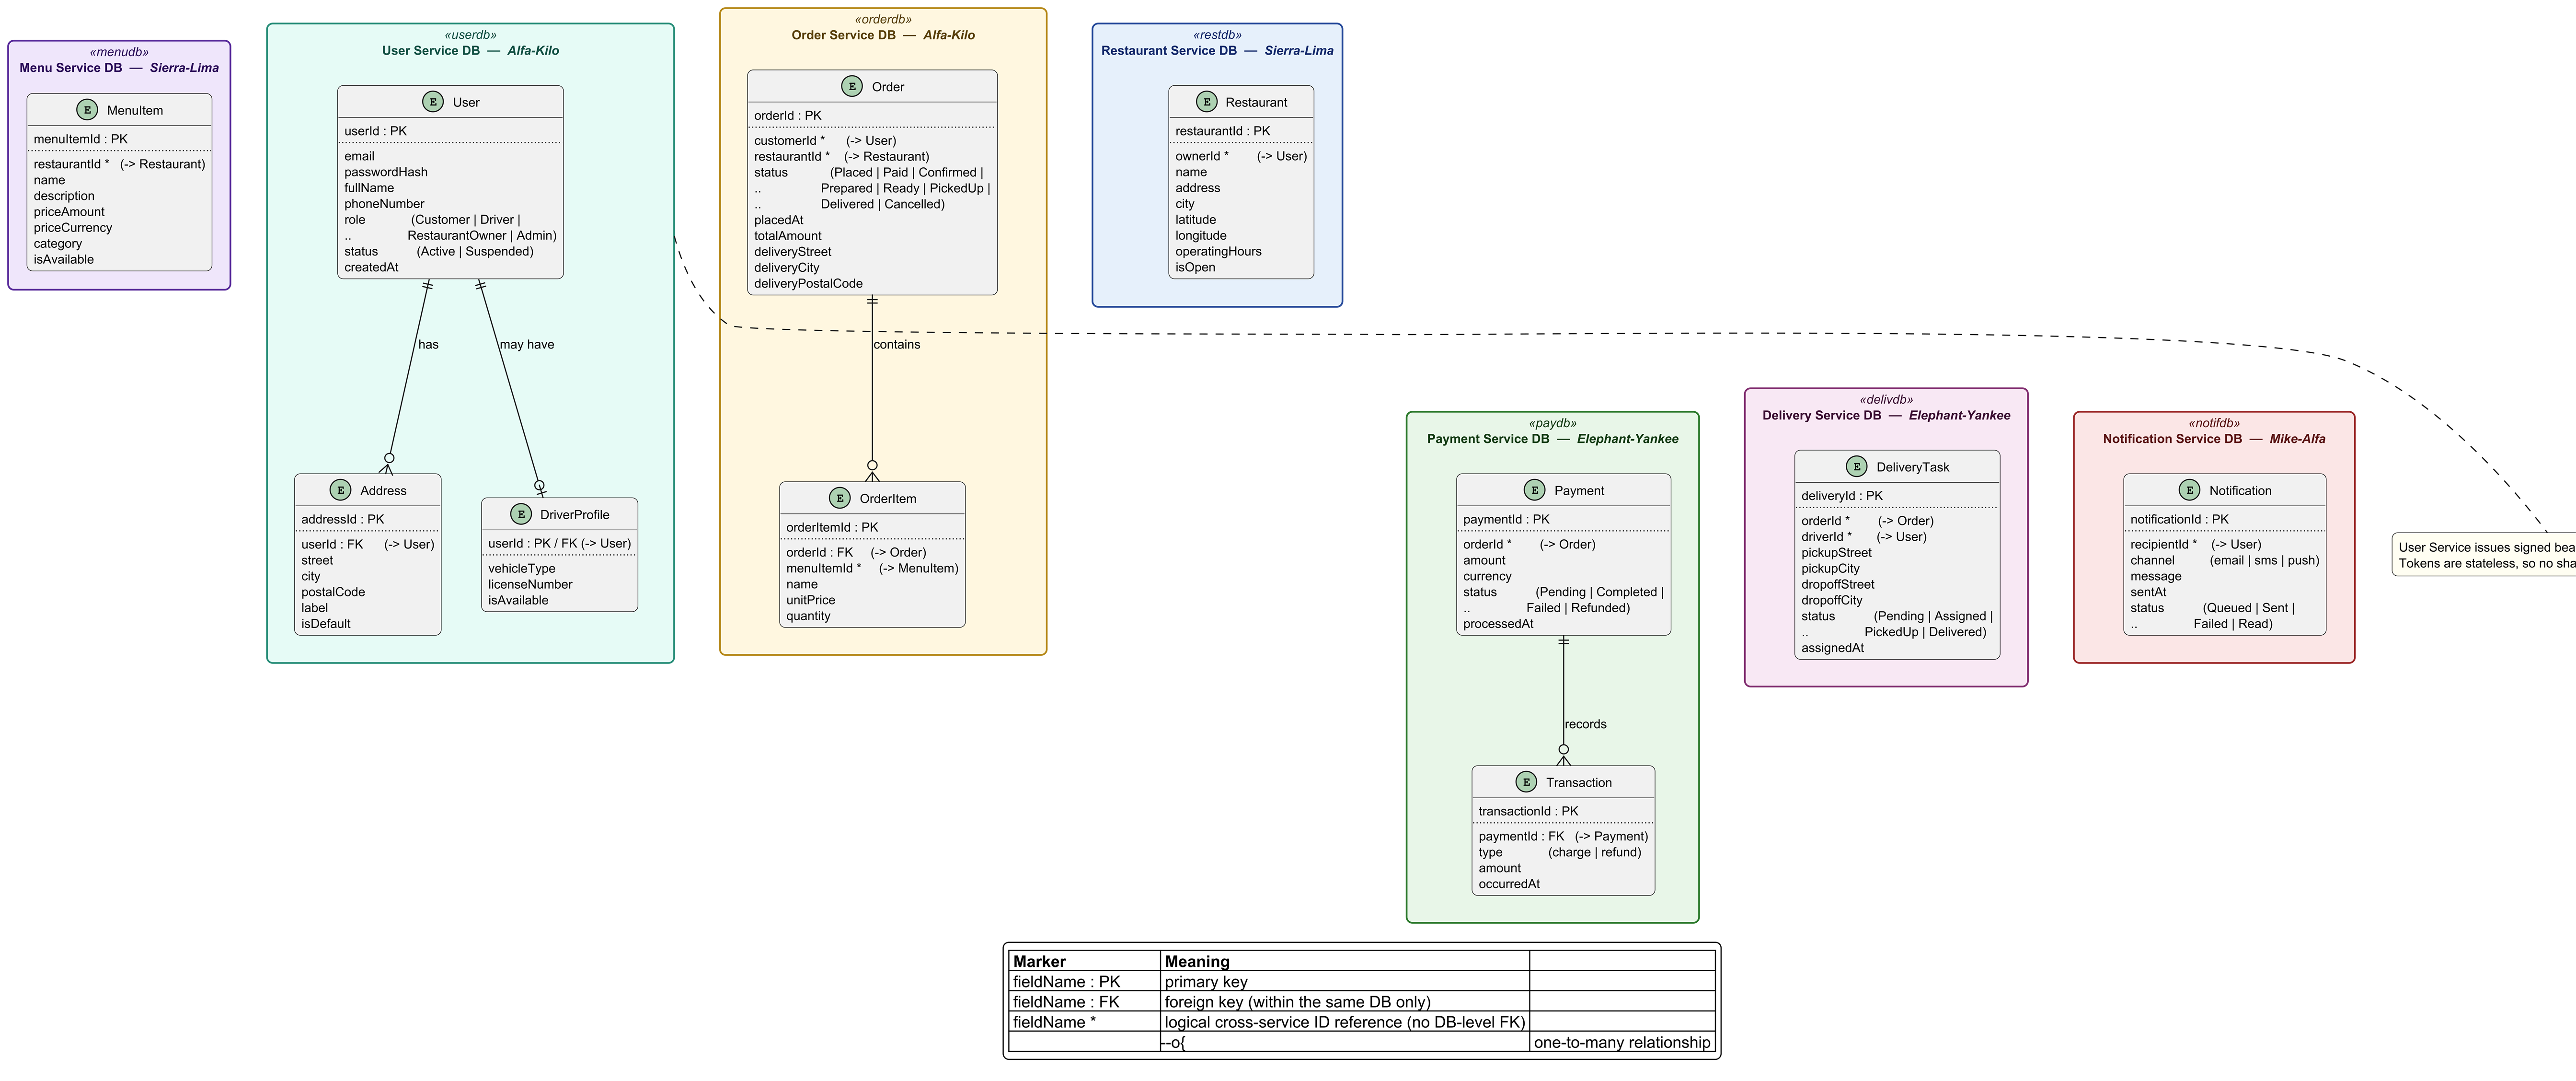 «menudb»
Menu Service DB — Sierra-Lima
E MenuItem
menuItemId : PK
restaurantId * (-> Restaurant)
name
description
priceAmount
priceCurrency
category
isAvailable
«userdb»
User Service DB — Alfa-Kilo
E User
userId : PK
email
passwordHash
fullName
phoneNumber
role (Customer | Driver |
.. RestaurantOwner | Admin)
status (Active | Suspended)
createdAt
has
may have
E Address
addressId : PK
userId : FK (-> User)
street
city
postalCode
label
isDefault
E DriverProfile
userId : PK / FK (-> User)
vehicleType
licenseNumber
isAvailable
«orderdb»
Order Service DB — Alfa-Kilo
E Order
orderId : PK
customerId * (-> User)
restaurantId * (-> Restaurant)
status (Placed | Paid | Confirmed |
.. Prepared | Ready | PickedUp |
.. Delivered | Cancelled)
placedAt
totalAmount
deliveryStreet
deliveryCity
deliveryPostalCode
contains
E OrderItem
orderItemId : PK
orderId : FK (-> Order)
menuItemId * (-> MenuItem)
name
unitPrice
quantity
«restdb»
Restaurant Service DB — Sierra-Lima
E Restaurant
restaurantId : PK
ownerId * (-> User)
name
address
city
latitude
longitude
operatingHours
isOpen
«paydb»
Payment Service DB — Elephant-Yankee
E Payment
paymentId : PK
orderId * (-> Order)
amount
currency
status (Pending | Completed |
.. Failed | Refunded)
processedAt
records
E Transaction
transactionId : PK
paymentId : FK (-> Payment)
type (charge | refund)
amount
occurredAt
«delivdb»
Delivery Service DB — Elephant-Yankee
E DeliveryTask
deliveryId : PK
orderId * (-> Order)
driverId * (-> User)
pickupStreet
pickupCity
dropoffStreet
dropoffCity
status (Pending | Assigned |
.. PickedUp | Delivered)
assignedAt
«notifdb»
Notification Service DB — Mike-Alfa
E Notification
notificationId : PK
recipientId * (-> User)
channel (email | sms | push)
message
sentAt
status (Queued | Sent |
.. Failed | Read)
User Service issues signed
Tokens are stateless, so no
Marker Meaning
fieldName : PK primary key
fieldName : FK foreign key (within the same DB only)
fieldName * logical cross-service ID reference (no DB-level FK)
--o{ one-to-many relationship